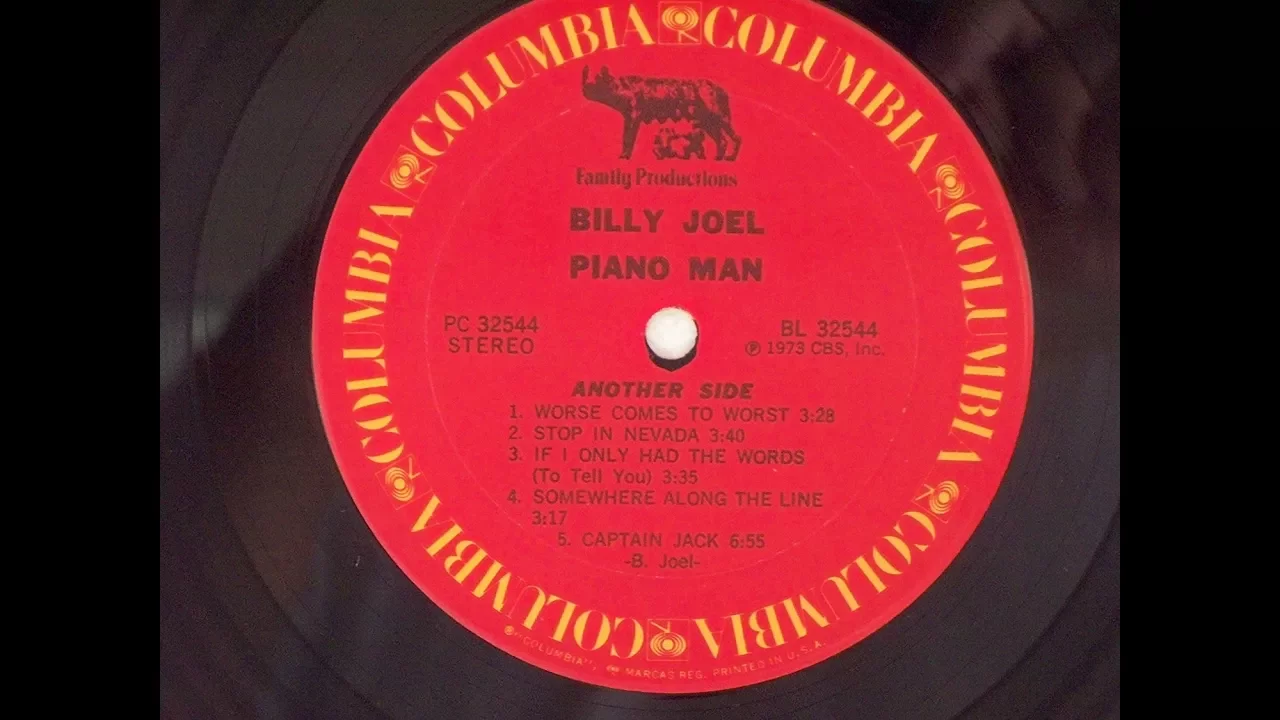 COLUMBIA COLUMBIA COLUMBIA COLUMBIA COLUMBIA COLUMBIA
Family Productions
BILLY JOEL
PIANO MAN
PC 32544
STEREO
BL 32544
Ⓟ 1973 CBS, Inc.
ANOTHER SIDE
1. WORSE COMES TO WORST 3:28
2. STOP IN NEVADA 3:40
3. IF I ONLY HAD THE WORDS
(To Tell You) 3:35
4. SOMEWHERE ALONG THE LINE
3:17
5. CAPTAIN JACK 6:55
-B. Joel-
® "COLUMBIA", MARCAS REG. PRINTED IN U.S.A.